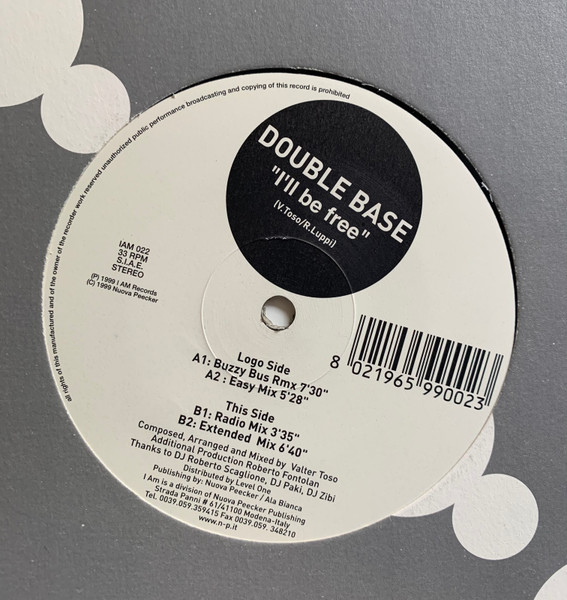 all rights of this manufactured and of the owner of the recorder work reserved unauthorized public performance broadcasting and copying of this record is prohibited
DOUBLE BASE
"I'll be free"
(V.Toso/R.Luppi)
IAM 022
33 RPM
S.I.A.E.
STEREO
(P) 1999 I AM Records
(C) 1999 Nuova Peecker
8 021965 990023
Logo Side
A1: Buzzy Bus Rmx 7'30"
A2 : Easy Mix 5'28"
This Side
B1: Radio Mix 3'35"
B2: Extended Mix 6'40"
Composed, Arranged and Mixed by Valter Toso
Additional Production Roberto Fontolan
Thanks to DJ Roberto Scaglione, DJ Paki, DJ Zibi
Distributed by Level One
Publishing by: Nuova Peecker / Ala Bianca
I Am is a division of Nuova Peecker Publishing
Strada Panni # 61/41100 Modena-Italy
Tel. 0039.059.359415 Fax 0039.059. 348210
www.n-p.it